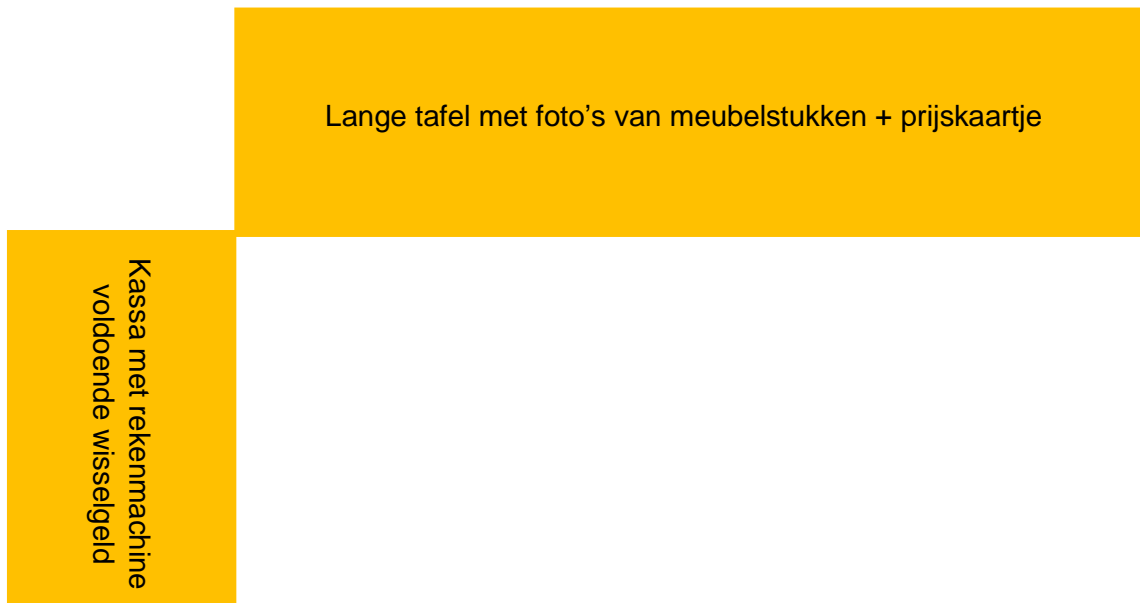 Lange tafel met foto’s van meubelstukken + prijskaartje
Kassa met rekenmachine
voldoende wisselgeld